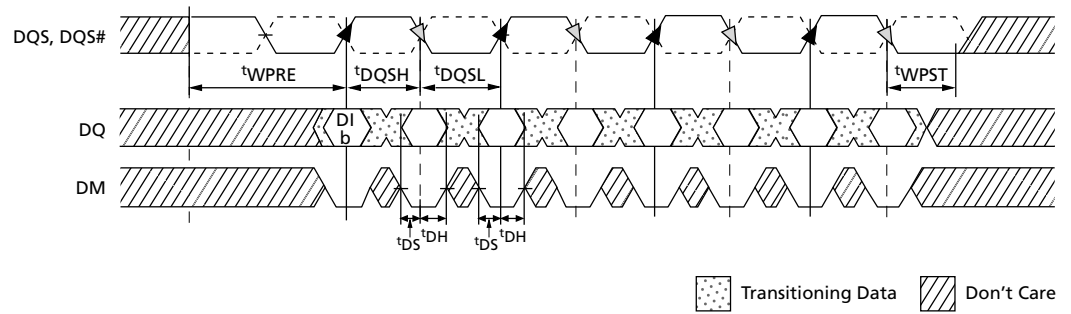 DQS, DQS#
tWPRE tDQSH tDQSL tWPST
DQ
DI
b
DM
tDS tDH tDS tDH
Transitioning Data Don't Care